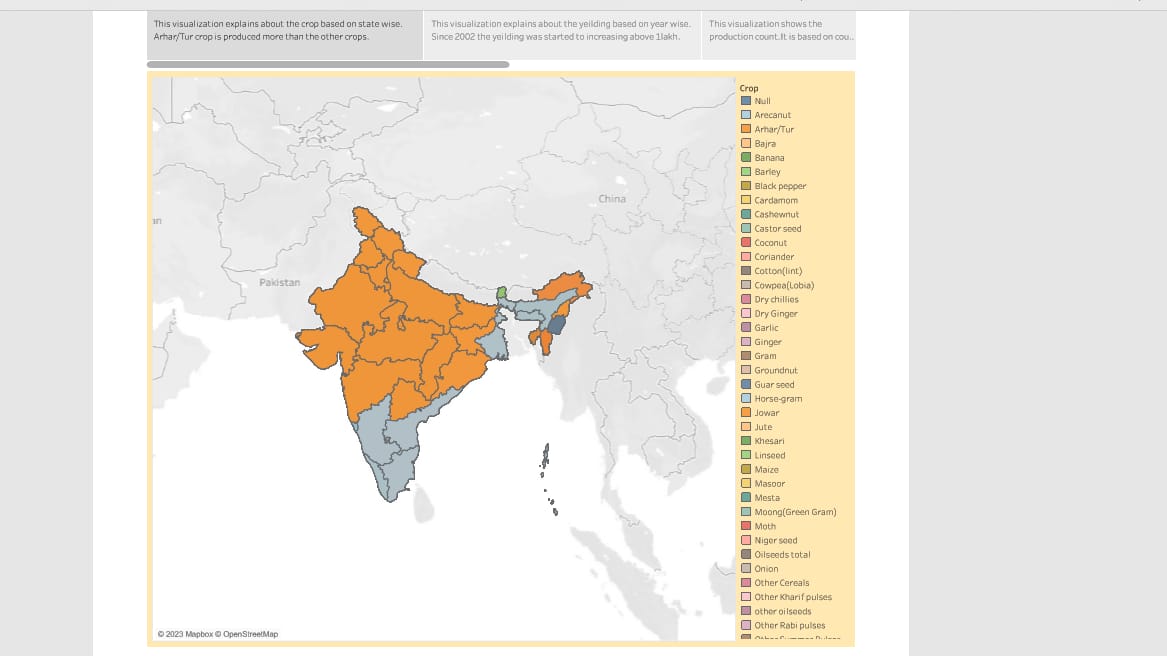 This visualization explains about the crop based on state wise.
Arhar/Tur crop is produced more than the other crops.
This visualization explains about the yeilding based on year wise.
Since 2002 the yeilding was started to increasing above 1lakh.
This visualization shows the
production count.It is based on cou..
Crop
Null
Arecanut
Arhar/Tur
Bajra
Banana
Barley
Black pepper
Cardamom
Cashewnut
Castor seed
Coconut
Coriander
Cotton(lint)
Cowpea(Lobia)
Dry chillies
Dry Ginger
Garlic
Ginger
Gram
Groundnut
Guar seed
Horse-gram
Jowar
Jute
Khesari
Linseed
Maize
Masoor
Mesta
Moong(Green Gram)
Moth
Niger seed
Oilseeds total
Onion
Other Cereals
Other Kharif pulses
other oilseeds
Other Rabi pulses
China
an
Pakistan
© 2023 Mapbox © OpenStreetMap